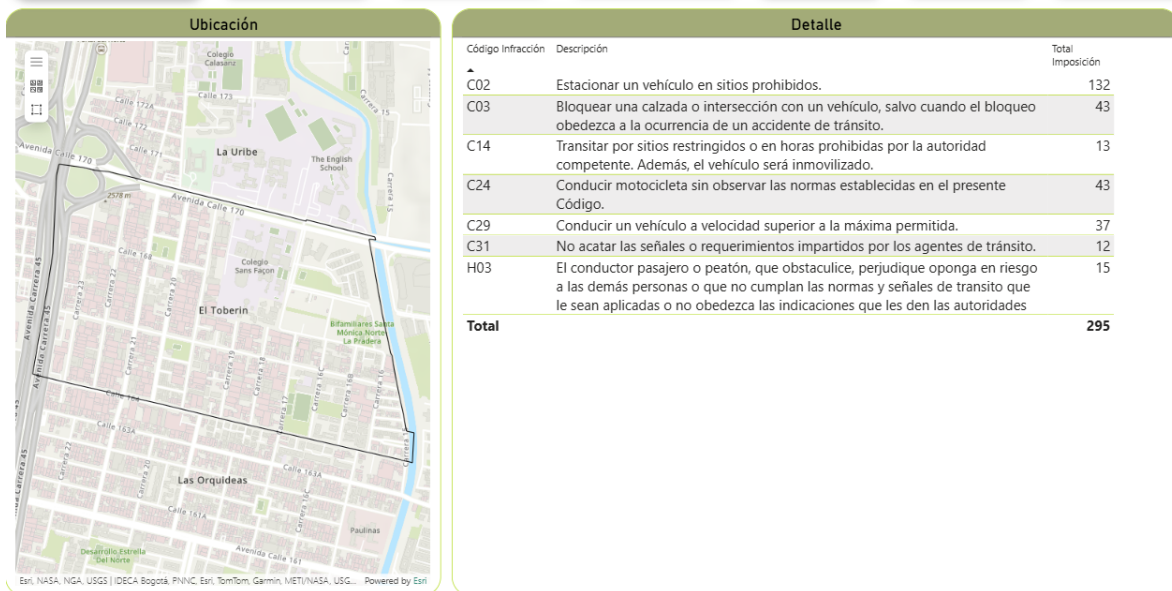 Ubicación
Colegio
Calasanz
Carrera 15
Calle 173
Calle 172A
Calle 172
Calle 171
Avenida Calle 170
La Uribe
The English
School
Carrera 15
2578 m
Avenida Calle 170
Calle 168
Colegio
Sans Façon
Carrera 23
Carrera 22
Carrera 20
Avenida Carrera 45
Avenida Carrera 45
El Toberin
Bifamiliares Santa
Mónica Norte
La Pradera
Carrera 21
Carrera 19
Carrera 18
Carrera 16C
Carrera 16B
Carrera 16
Carrera 17
Calle 164
Calle 163A
Carrera 22
Carrera 20
Calle 163A
Carrera 16C
Las Orquideas
Avenida Carrera 45
Calle 161A
Paulinas
Desarrollo Estrella
Del Norte
Avenida Calle 161
Esri, NASA, NGA, USGS | IDECA Bogotá, PNNC, Esri, TomTom, Garmin, METI/NASA, USG... Powered by Esri
Detalle
Código Infracción Descripción Total
Imposición
C02 Estacionar un vehículo en sitios prohibidos. 132
C03 Bloquear una calzada o intersección con un vehículo, salvo cuando el bloqueo 43
obedezca a la ocurrencia de un accidente de tránsito.
C14 Transitar por sitios restringidos o en horas prohibidas por la autoridad 13
competente. Además, el vehículo será inmovilizado.
C24 Conducir motocicleta sin observar las normas establecidas en el presente 43
Código.
C29 Conducir un vehículo a velocidad superior a la máxima permitida. 37
C31 No acatar las señales o requerimientos impartidos por los agentes de tránsito. 12
H03 El conductor pasajero o peatón, que obstaculice, perjudique oponga en riesgo 15
a las demás personas o que no cumplan las normas y señales de transito que
le sean aplicadas o no obedezca las indicaciones que les den las autoridades
Total 295